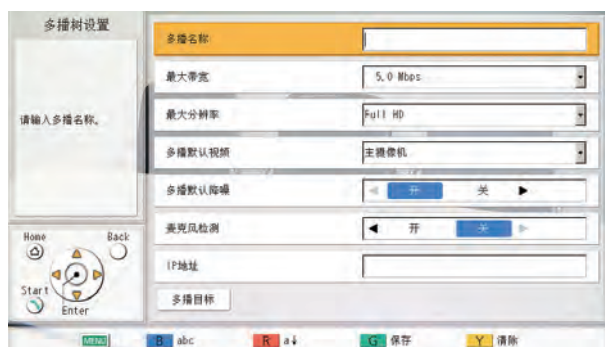 多播树设置
请输入多播名称。
多播名称
最大带宽 5.0 Mbps
最大分辨率 Full HD
多播默认视频 主摄像机
多播默认降噪 开 关
麦克风检测 开 关
IP地址
多播目标
Home Back
Start Enter
MENU B abc R a↓ G 保存 Y 清除